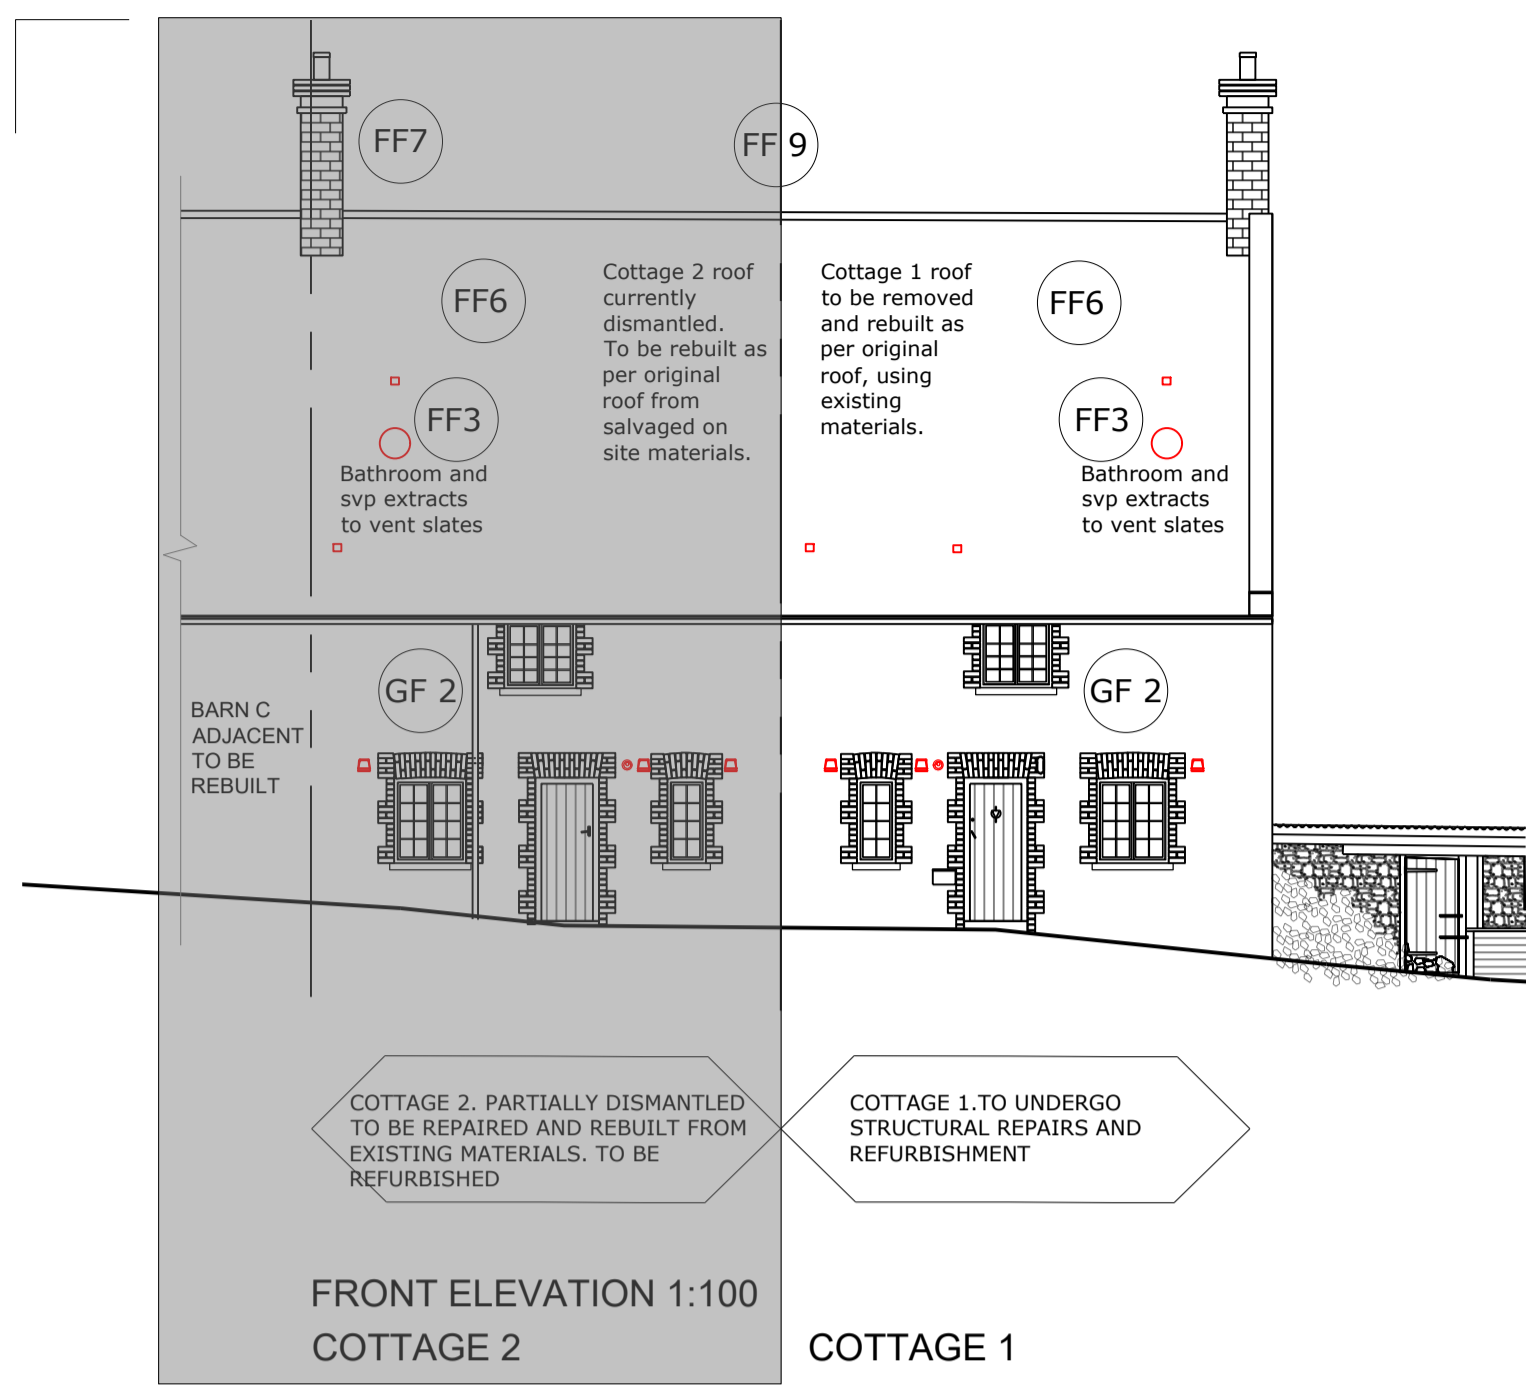 FF7
FF 9
Cottage 2 roof
currently
dismantled.
To be rebuilt as
per original
roof from
salvaged on
site materials.
Cottage 1 roof
to be removed
and rebuilt as
per original
roof, using
existing
materials.
FF6
FF6
FF3
FF3
Bathroom and
svp extracts
to vent slates
Bathroom and
svp extracts
to vent slates
BARN C
ADJACENT
TO BE
REBUILT
GF 2
GF 2
COTTAGE 2. PARTIALLY DISMANTLED
TO BE REPAIRED AND REBUILT FROM
EXISTING MATERIALS. TO BE
REFURBISHED
COTTAGE 1.TO UNDERGO
STRUCTURAL REPAIRS AND
REFURBISHMENT
FRONT ELEVATION 1:100
COTTAGE 2
COTTAGE 1